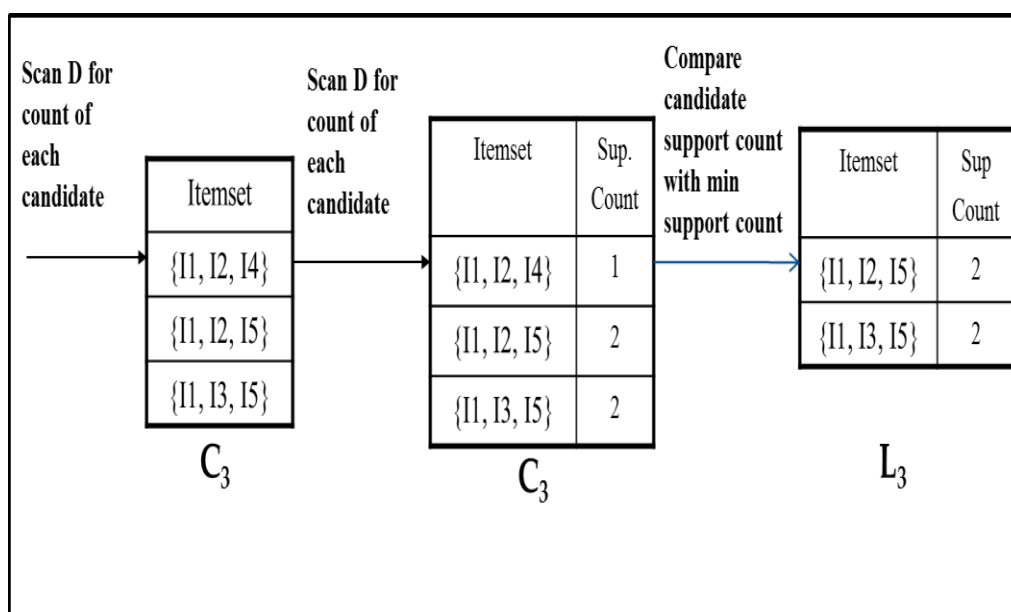 Scan D for
count of
each
candidate
Itemset
{I1, I2, I4}
{I1, I2, I5}
{I1, I3, I5}
C3
Scan D for
count of
each
candidate
Itemset
Sup.
Count
{I1, I2, I4}
1
{I1, I2, I5}
2
{I1, I3, I5}
2
C3
Compare
candidate
support count
with min
support count
Itemset
Sup
Count
{I1, I2, I5}
2
{I1, I3, I5}
2
L3